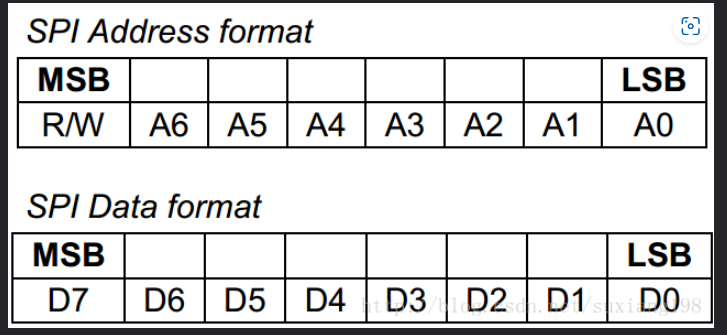 SPI Address format
MSB LSB
R/W A6 A5 A4 A3 A2 A1 A0
SPI Data format
MSB LSB
D7 D6 D5 D4 D3 D2 D1 D0
http://blog.csdn.net/suxiang198